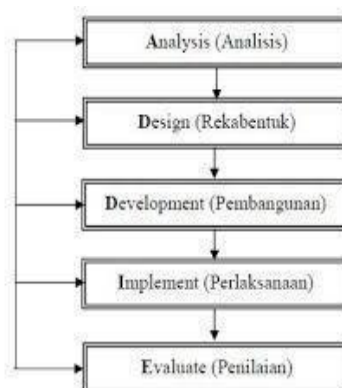 Analysis (Analisis)
Design (Rekabentuk)
Development (Pembangunan)
Implement (Perlaksanaan)
Evaluate (Penilaian)